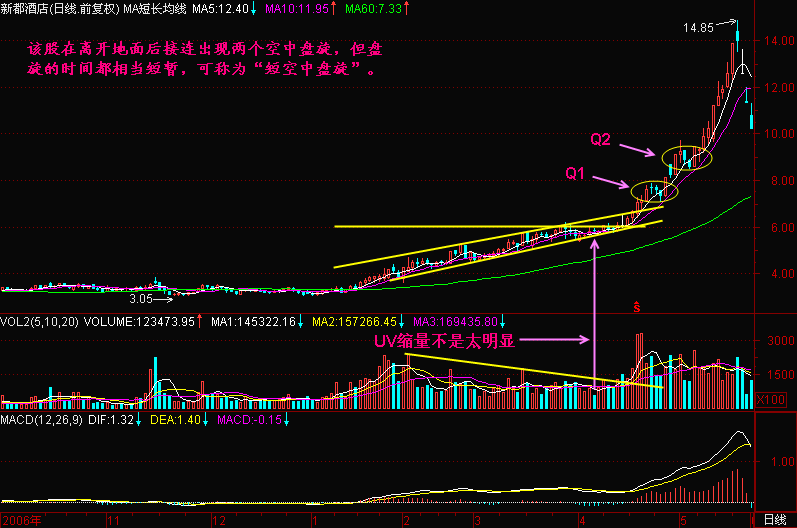 新都酒店(日线.前复权) MA短长均线 MA5:12.40↓ MA10:11.95↑ MA60:7.33↑
14.85
14.00
该股在离开地面后接连出现两个空中盘旋，但盘
旋的时间都相当短暂，可称为“短空中盘旋”。
12.00
10.00
Q2
Q1
8.00
6.00
4.00
3.05
ŝ
VOL2(5,10,20) VOLUME:123473.95↑ MA1:145322.16↓ MA2:157266.45↓ MA3:169435.80↓
UV缩量不是太明显
3000
1500
X100
MACD(12,26,9) DIF:1.32↓ DEA:1.40↓ MACD:-0.15↓
1.00
2006年 11 12 1 2 3 4 5 日线